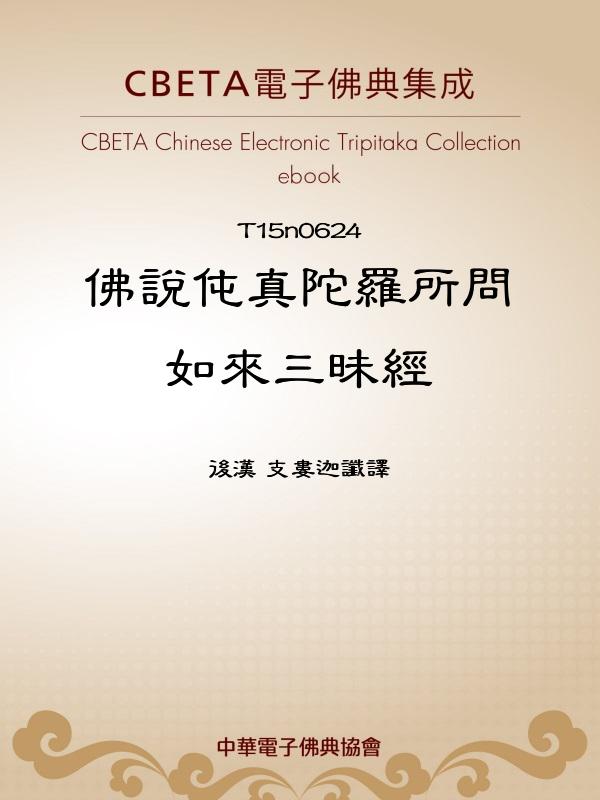 CBETA電子佛典集成
CBETA Chinese Electronic Tripitaka Collection
ebook
T15n0624
佛說伅真陀羅所問
如來三昧經
後漢 支婁迦讖譯
中華電子佛典協會